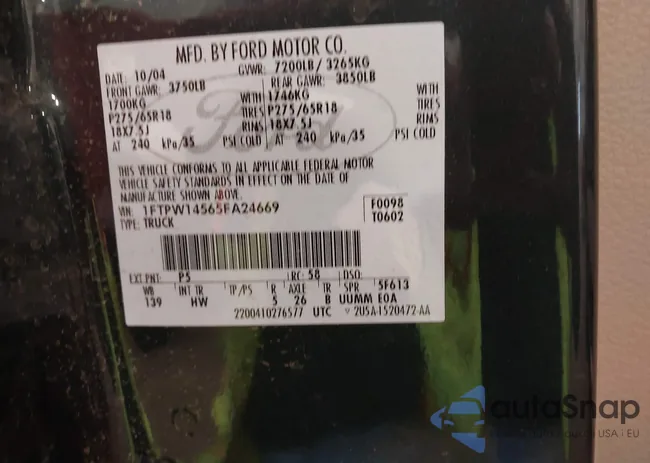 MFD. BY FORD MOTOR CO.
DATE: 10/04 GVWR: 7200LB/ 3265KG
FRONT GAWR: 3750LB REAR GAWR: 3850LB
1700KG WITH 1746KG WITH
P275/65R18 TIRES P275/65R18 TIRES
18X7.5J RIMS 18X7.5J RIMS
AT 240 kPa/35 PSI COLD AT 240 kPa/35 PSI COLD
Ford
THIS VEHICLE CONFORMS TO ALL APPLICABLE FEDERAL MOTOR
VEHICLE SAFETY STANDARDS IN EFFECT ON THE DATE OF
MANUFACTURE SHOWN ABOVE.
VIN: 1FTPW14565FA24669 F0098
TYPE: TRUCK T0602
EXT PNT: P5 RC: 58 DSO:
WB INT TR TP/PS R AXLE TR SPR 5F613
139 HW 5 26 B UUMM E0A
2200410276577 UTC 2U5A-1520472-AA
autoSnap
USA | EU